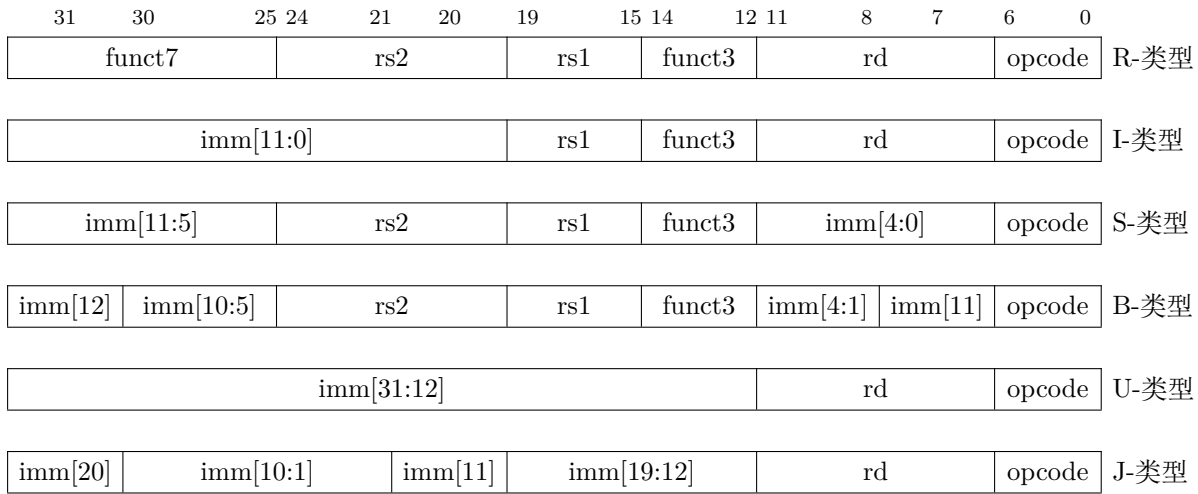 31 30 25 24 21 20 19 15 14 12 11 8 7 6 0
funct7 rs2 rs1 funct3 rd opcode R-类型
imm[11:0] rs1 funct3 rd opcode I-类型
imm[11:5] rs2 rs1 funct3 imm[4:0] opcode S-类型
imm[12] imm[10:5] rs2 rs1 funct3 imm[4:1] imm[11] opcode B-类型
imm[31:12] rd opcode U-类型
imm[20] imm[10:1] imm[11] imm[19:12] rd opcode J-类型